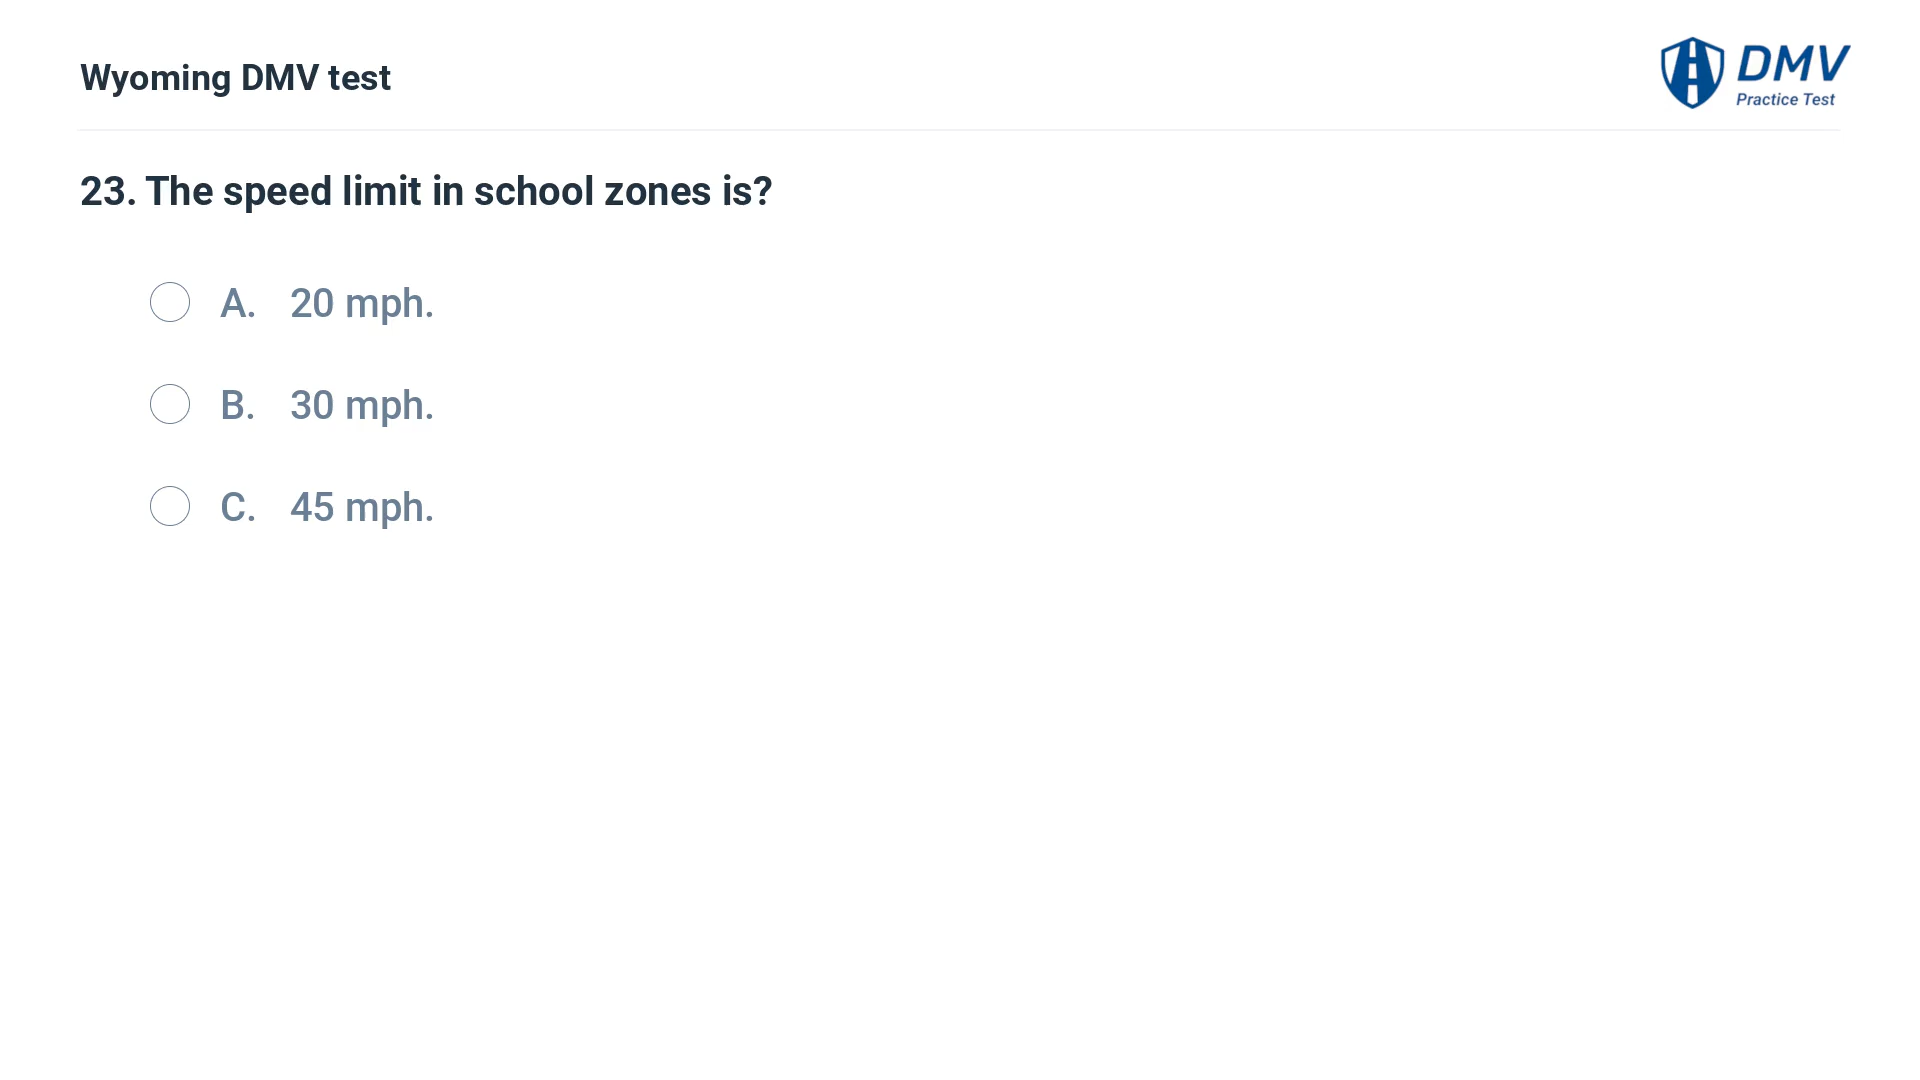 Wyoming DMV test
DMV
Practice Test
23. The speed limit in school zones is?
A. 20 mph.
B. 30 mph.
C. 45 mph.